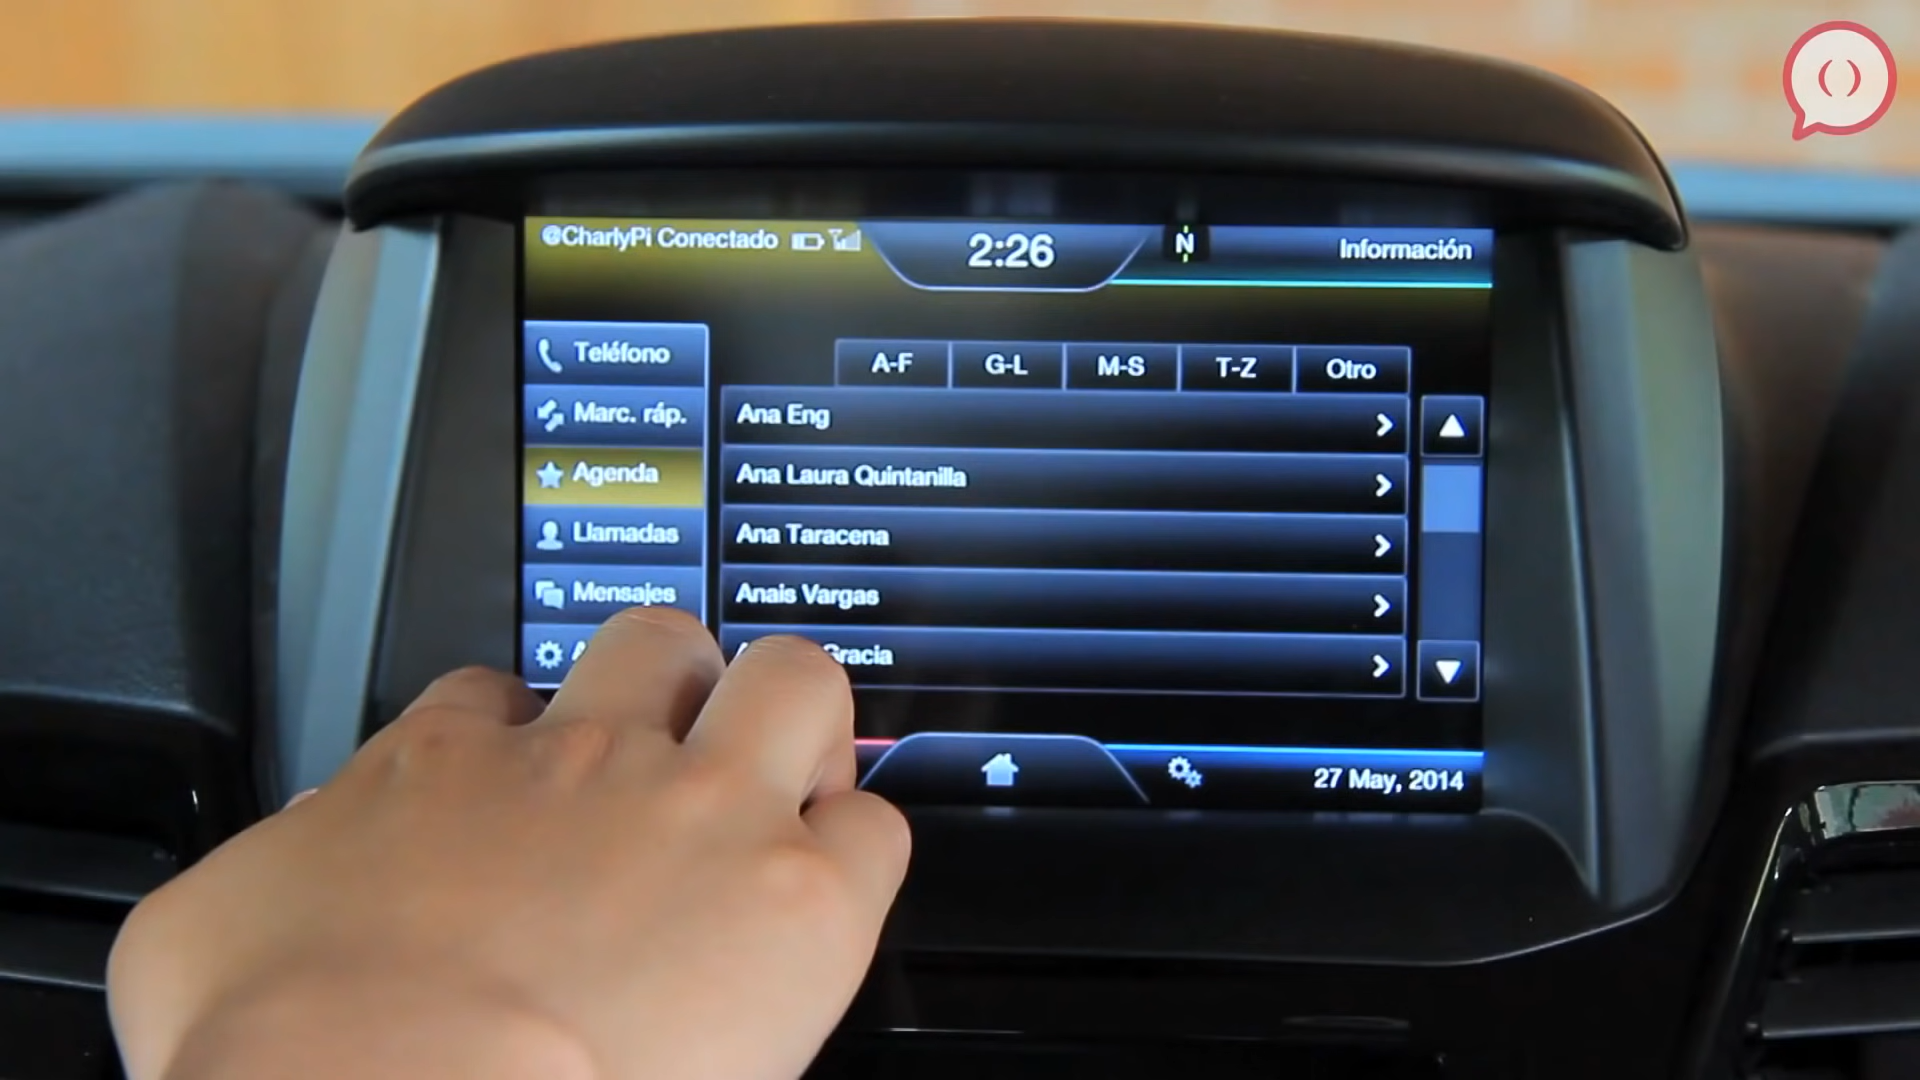 @CharlyPi Conectado
2:26
N
Información
Teléfono
Marc. ráp.
Agenda
Llamadas
Mensajes
A-F G-L M-S T-Z Otro
Ana Eng
Ana Laura Quintanilla
Ana Taracena
Anais Vargas
Gracia
27 May, 2014